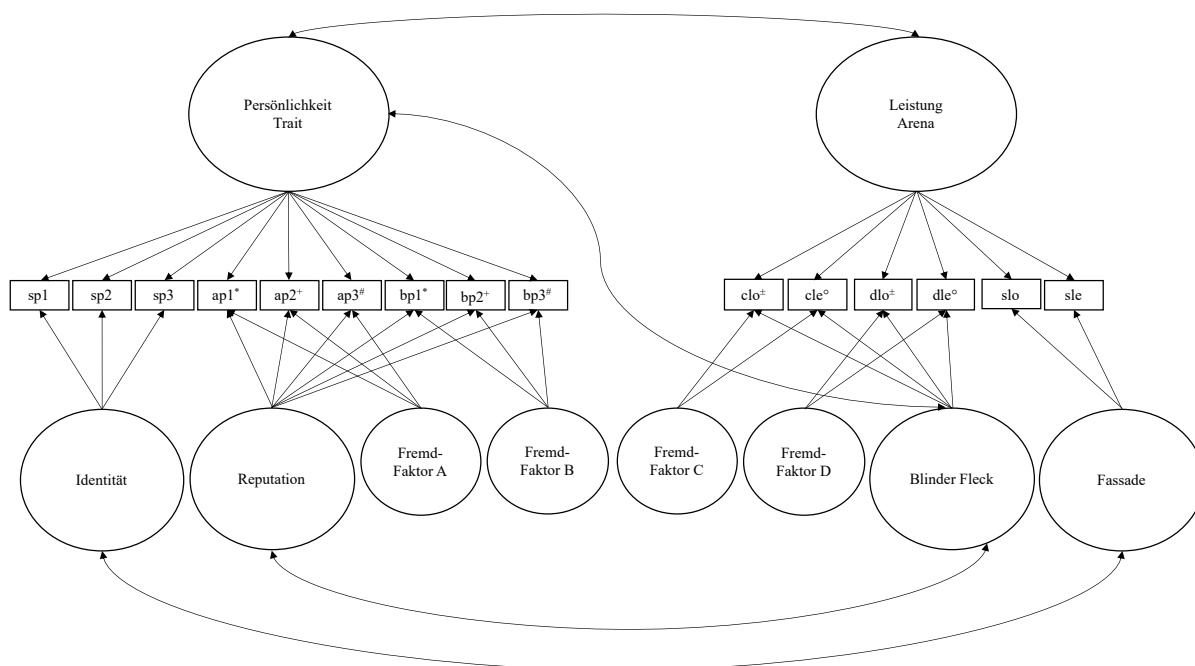 Persönlichkeit
Trait
Leistung
Arena
sp1
sp2
sp3
ap1*
ap2+
ap3#
bp1*
bp2+
bp3#
clo±
cle°
dlo±
dle°
slo
sle
Identität
Reputation
Fremd-
Faktor A
Fremd-
Faktor B
Fremd-
Faktor C
Fremd-
Faktor D
Blinder Fleck
Fassade